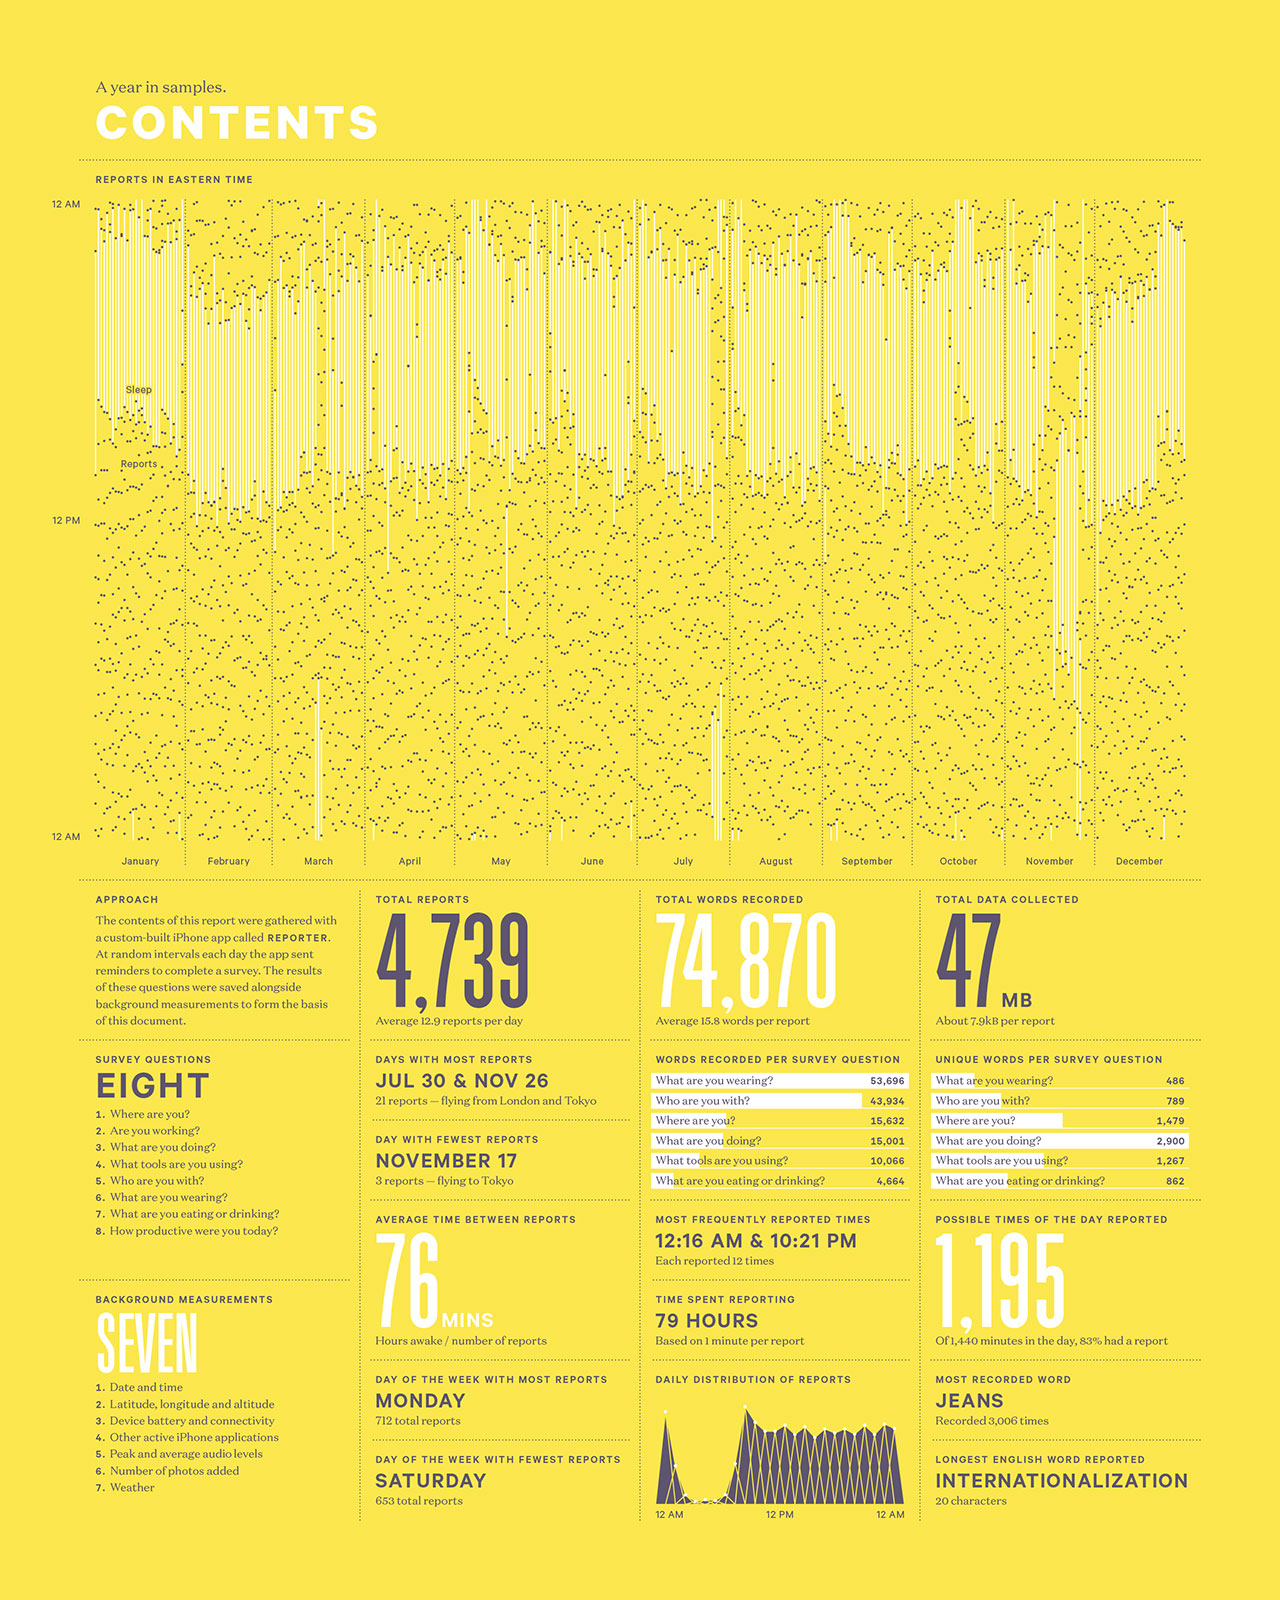 A year in samples.
CONTENTS
REPORTS IN EASTERN TIME
12 AM
Sleep
Reports
12 PM
12 AM
January February March April May June July August September October November December
APPROACH
The contents of this report were gathered with
a custom-built iPhone app called REPORTER.
At random intervals each day the app sent
reminders to complete a survey. The results
of these questions were saved alongside
background measurements to form the basis
of this document.
SURVEY QUESTIONS
EIGHT
1. Where are you?
2. Are you working?
3. What are you doing?
4. What tools are you using?
5. Who are you with?
6. What are you wearing?
7. What are you eating or drinking?
8. How productive were you today?
BACKGROUND MEASUREMENTS
SEVEN
1. Date and time
2. Latitude, longitude and altitude
3. Device battery and connectivity
4. Other active iPhone applications
5. Peak and average audio levels
6. Number of photos added
7. Weather
TOTAL REPORTS
4,739
Average 12.9 reports per day
DAYS WITH MOST REPORTS
JUL 30 & NOV 26
21 reports — flying from London and Tokyo
DAY WITH FEWEST REPORTS
NOVEMBER 17
3 reports — flying to Tokyo
AVERAGE TIME BETWEEN REPORTS
76 MINS
Hours awake / number of reports
DAY OF THE WEEK WITH MOST REPORTS
MONDAY
712 total reports
DAY OF THE WEEK WITH FEWEST REPORTS
SATURDAY
653 total reports
TOTAL WORDS RECORDED
74,870
Average 15.8 words per report
WORDS RECORDED PER SURVEY QUESTION
What are you wearing? 53,696
Who are you with? 43,934
Where are you? 15,632
What are you doing? 15,001
What tools are you using? 10,066
What are you eating or drinking? 4,664
MOST FREQUENTLY REPORTED TIMES
12:16 AM & 10:21 PM
Each reported 12 times
TIME SPENT REPORTING
79 HOURS
Based on 1 minute per report
DAILY DISTRIBUTION OF REPORTS
12 AM 12 PM 12 AM
TOTAL DATA COLLECTED
47 MB
About 7.9kB per report
UNIQUE WORDS PER SURVEY QUESTION
What are you wearing? 486
Who are you with? 789
Where are you? 1,479
What are you doing? 2,900
What tools are you using? 1,267
What are you eating or drinking? 862
POSSIBLE TIMES OF THE DAY REPORTED
1,195
Of 1,440 minutes in the day, 83% had a report
MOST RECORDED WORD
JEANS
Recorded 3,006 times
LONGEST ENGLISH WORD REPORTED
INTERNATIONALIZATION
20 characters